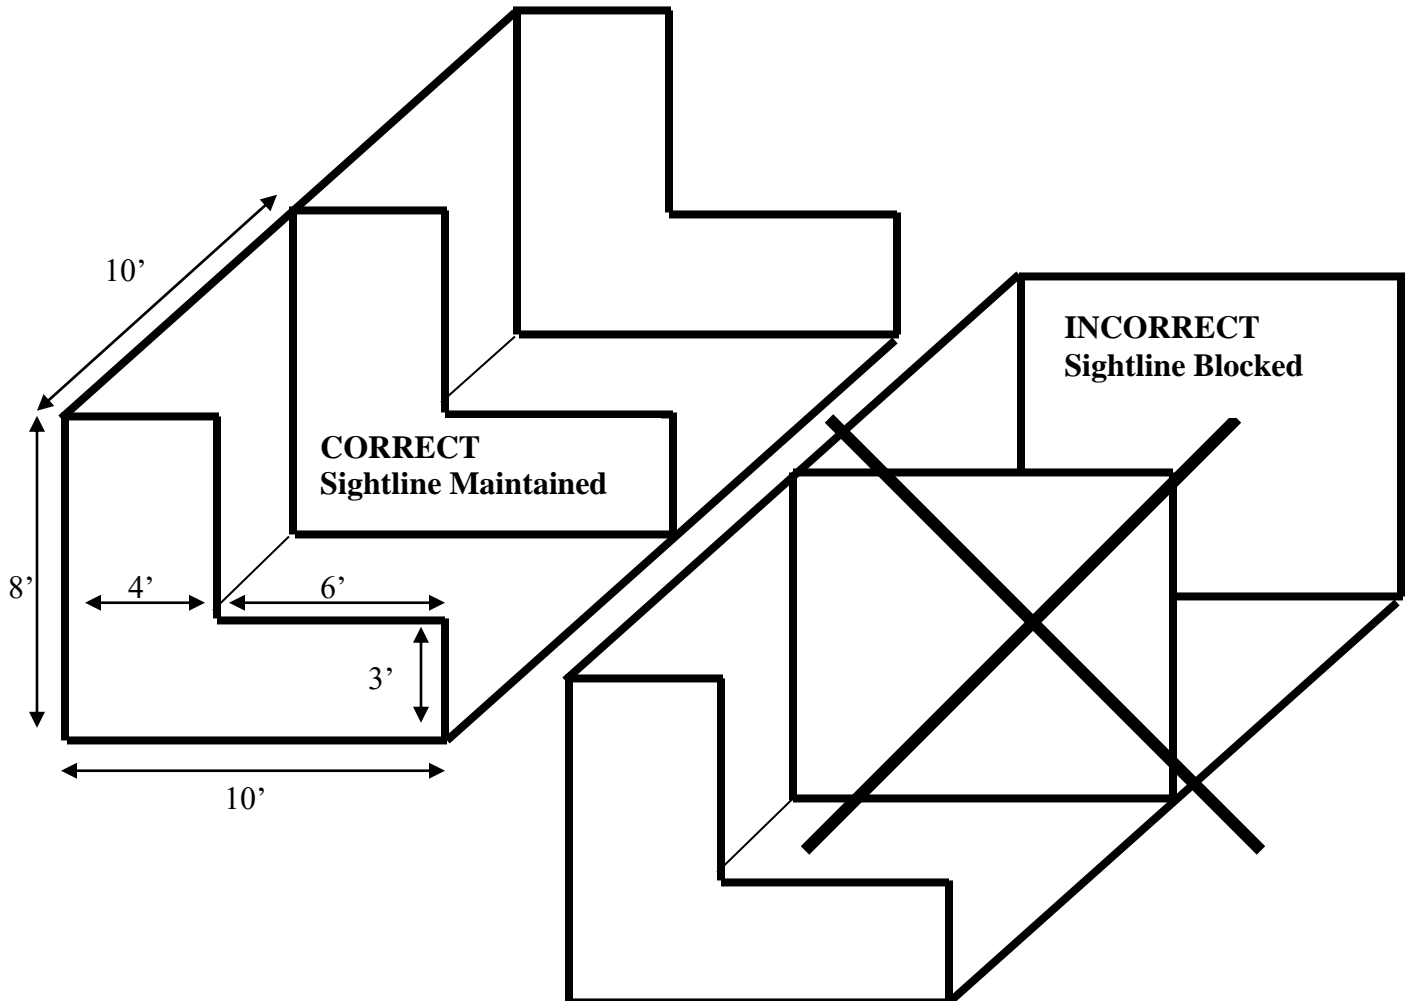 10’
INCORRECT
Sightline Blocked
CORRECT
Sightline Maintained
8’
4’
6’
3’
10’